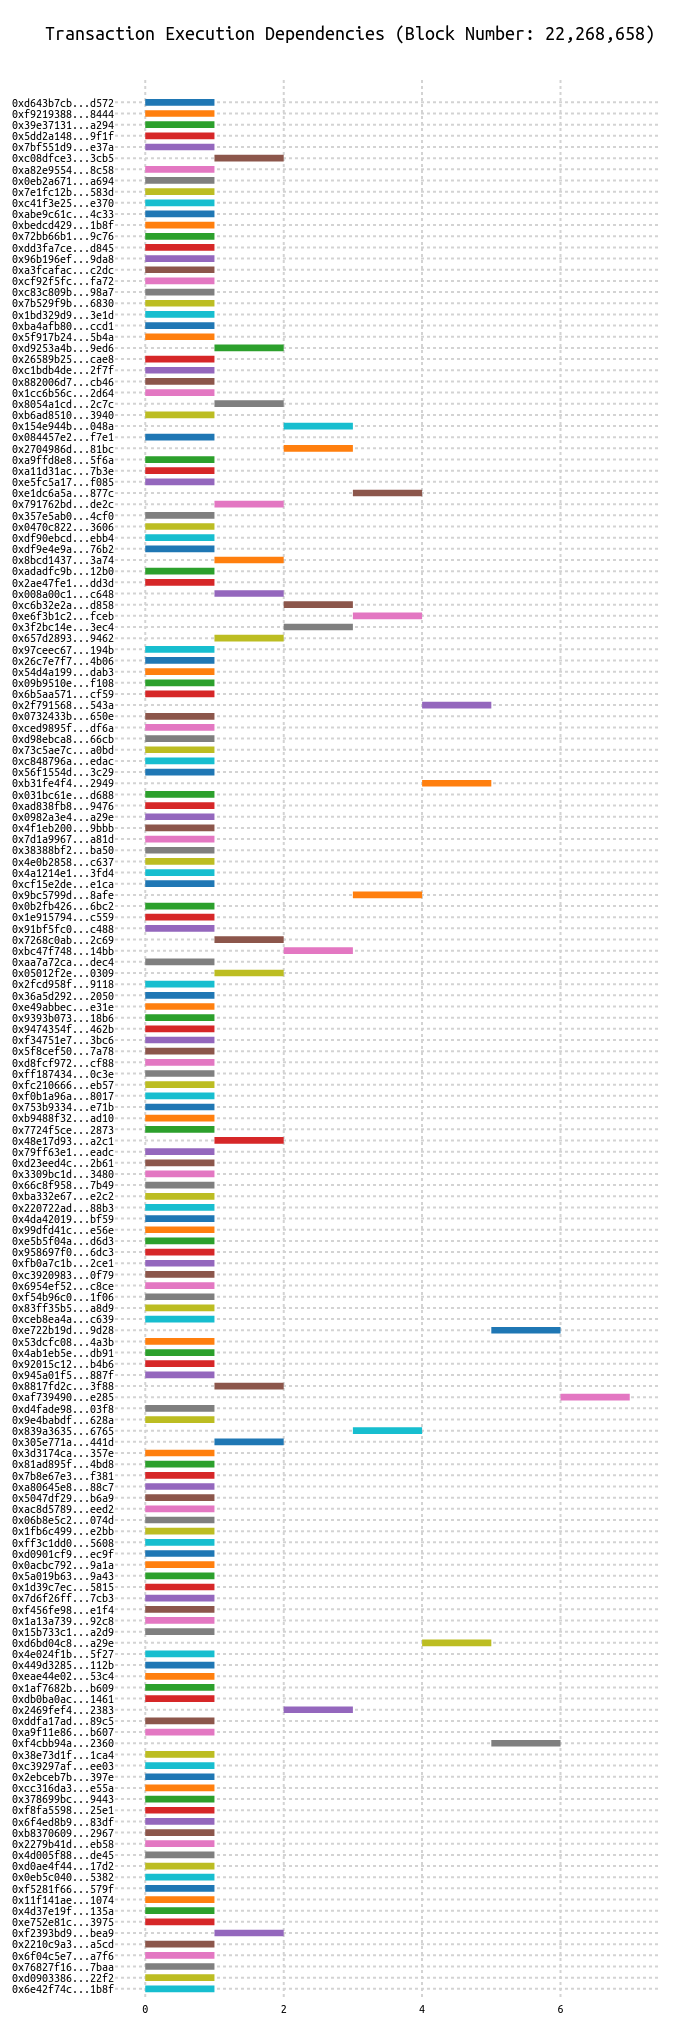 Transaction Execution Dependencies (Block Number: 22,268,658)
0xd643b7cb...d572
0xf9219388...8444
0x39e37131...a294
0x5dd2a148...9f1f
0x7bf551d9...e37a
0xc08dfce3...3cb5
0xa82e9554...8c58
0x0eb2a671...a694
0x7e1fc12b...583d
0xc41f3e25...e370
0xabe9c61c...4c33
0xbedcd429...1b8f
0x72bb66b1...9c76
0xdd3fa7ce...d845
0x96b196ef...9da8
0xa3fcafac...c2dc
0xcf92f5fc...fa72
0xc83c809b...98a7
0x7b529f9b...6830
0x1bd329d9...3e1d
0xba4afb80...ccd1
0x5f917b24...5b4a
0xd9253a4b...9ed6
0x26589b25...cae8
0xc1bdb4de...2f7f
0x882006d7...cb46
0x1cc6b56c...2d64
0x8054a1cd...2c7c
0xb6ad8510...3940
0x154e944b...048a
0x084457e2...f7e1
0x2704986d...81bc
0xa9ffd8e8...5f6a
0xa11d31ac...7b3e
0xe5fc5a17...f085
0xe1dc6a5a...877c
0x791762bd...de2c
0x357e5ab0...4cf0
0x0470c822...3606
0xdf90ebcd...ebb4
0xdf9e4e9a...76b2
0x8bcd1437...3a74
0xadadfc9b...12b0
0x2ae47fe1...dd3d
0x008a00c1...c648
0xc6b32e2a...d858
0xe6f3b1c2...fceb
0x3f2bc14e...3ec4
0x657d2893...9462
0x97ceec67...194b
0x26c7e7f7...4b06
0x54d4a199...dab3
0x09b9510e...f108
0x6b5aa571...cf59
0x2f791568...543a
0x0732433b...650e
0xced9895f...df6a
0xd98ebca8...66cb
0x73c5ae7c...a0bd
0xc848796a...edac
0x56f1554d...3c29
0xb31fe4f4...2949
0x031bc61e...d688
0xad838fb8...9476
0x0982a3e4...a29e
0x4f1eb200...9bbb
0x7d1a9967...a81d
0x38388bf2...ba50
0x4e0b2858...c637
0x4a1214e1...3fd4
0xcf15e2de...e1ca
0x9bc5799d...8afe
0x0b2fb426...6bc2
0x1e915794...c559
0x91bf5fc0...c488
0x7268c0ab...2c69
0xbc47f748...14bb
0xaa7a72ca...dec4
0x05012f2e...0309
0x2fcd958f...9118
0x36a5d292...2050
0xe49abbec...e31e
0x9393b073...18b6
0x9474354f...462b
0xf34751e7...3bc6
0x5f8cef50...7a78
0xd8fcf972...cf88
0xff187434...0c3e
0xfc210666...eb57
0xf0b1a96a...8017
0x753b9334...e71b
0xb9488f32...ad10
0x7724f5ce...2873
0x48e17d93...a2c1
0x79ff63e1...eadc
0xd23eed4c...2b61
0x3309bc1d...3480
0x66c8f958...7b49
0xba332e67...e2c2
0x220722ad...88b3
0x4da42019...bf59
0x99dfd41c...e56e
0xe5b5f04a...d6d3
0x958697f0...6dc3
0xfb0a7c1b...2ce1
0xc3920983...0f79
0x6954ef52...c8ce
0xf54b96c0...1f06
0x83ff35b5...a8d9
0xceb8ea4a...c639
0xe722b19d...9d28
0x53dcfc08...4a3b
0x4ab1eb5e...db91
0x92015c12...b4b6
0x945a01f5...887f
0x8817fd2c...3f88
0xaf739490...e285
0xd4fade98...03f8
0x9e4babdf...628a
0x839a3635...6765
0x305e771a...441d
0x3d3174ca...357e
0x81ad895f...4bd8
0x7b8e67e3...f381
0xa80645e8...88c7
0x5047df29...b6a9
0xac8d5789...eed2
0x06b8e5c2...074d
0x1fb6c499...e2bb
0xff3c1dd0...5608
0xd0901cf9...ec9f
0x0acbc792...9a1a
0x5a019b63...9a43
0x1d39c7ec...5815
0x7d6f26ff...7cb3
0xf456fe98...e1f4
0x1a13a739...92c8
0x15b733c1...a2d9
0xd6bd04c8...a29e
0x4e024f1b...5f27
0x449d3285...112b
0xeae44e02...53c4
0x1af7682b...b609
0xdb0ba0ac...1461
0x2469fef4...2383
0xddfa17ad...89c5
0xa9f11e86...b607
0xf4cbb94a...2360
0x38e73d1f...1ca4
0xc39297af...ee03
0x2ebceb7b...397e
0xcc316da3...e55a
0x378699bc...9443
0xf8fa5598...25e1
0x6f4ed8b9...83df
0xb8370609...2967
0x2279b41d...eb58
0x4d005f88...de45
0xd0ae4f44...17d2
0x0eb5c040...5382
0xf5281f66...579f
0x11f141ae...1074
0x4d37e19f...135a
0xe752e81c...3975
0xf2393bd9...bea9
0x2210c9a3...a5cd
0x6f04c5e7...a7f6
0x76827f16...7baa
0xd0903386...22f2
0x6e42f74c...1b8f
0 2 4 6